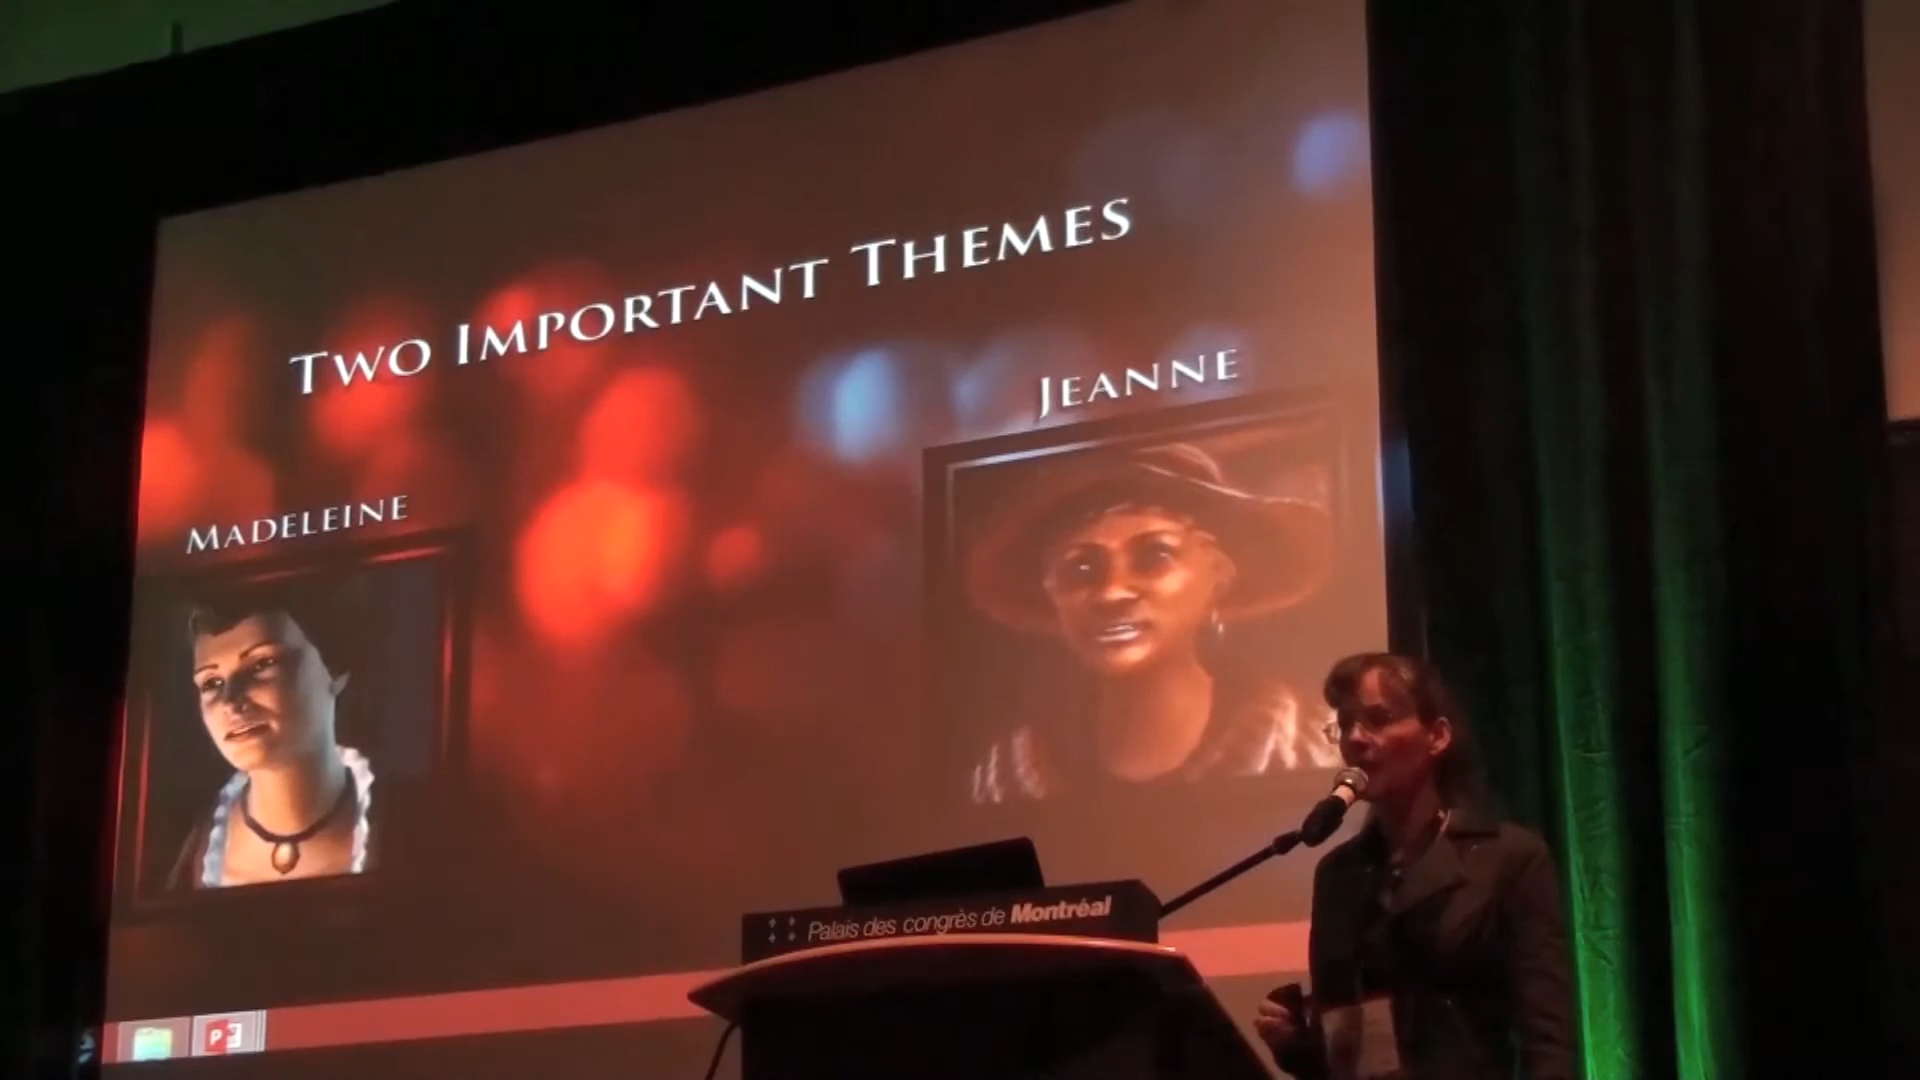 Two Important Themes
Jeanne
Madeleine
Palais des congrès de Montréal
P